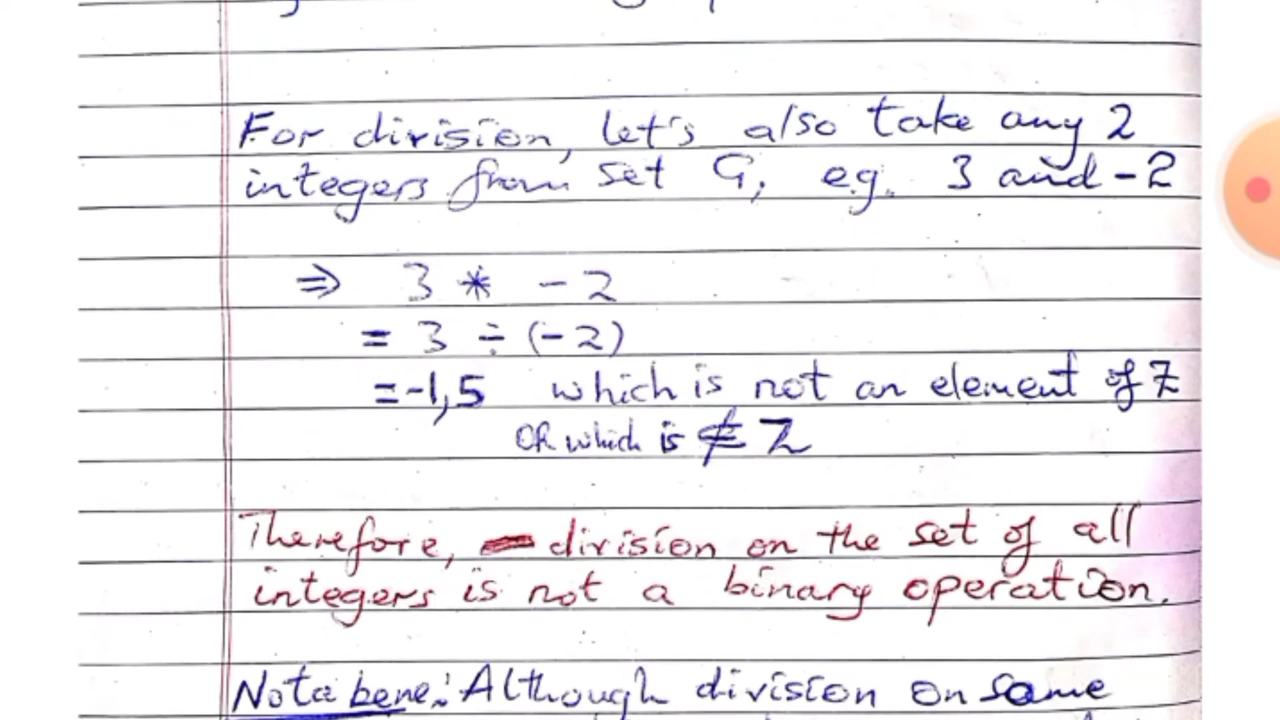 For division, let's also take any 2
integers from set G, e.g. 3 and -2
⇒ 3 * -2
= 3 ÷ (-2)
= -1,5 which is not an element of Z
OR which is ∉ Z
Therefore, division on the set of all
integers is not a binary operation.
Nota bene: Although division on same